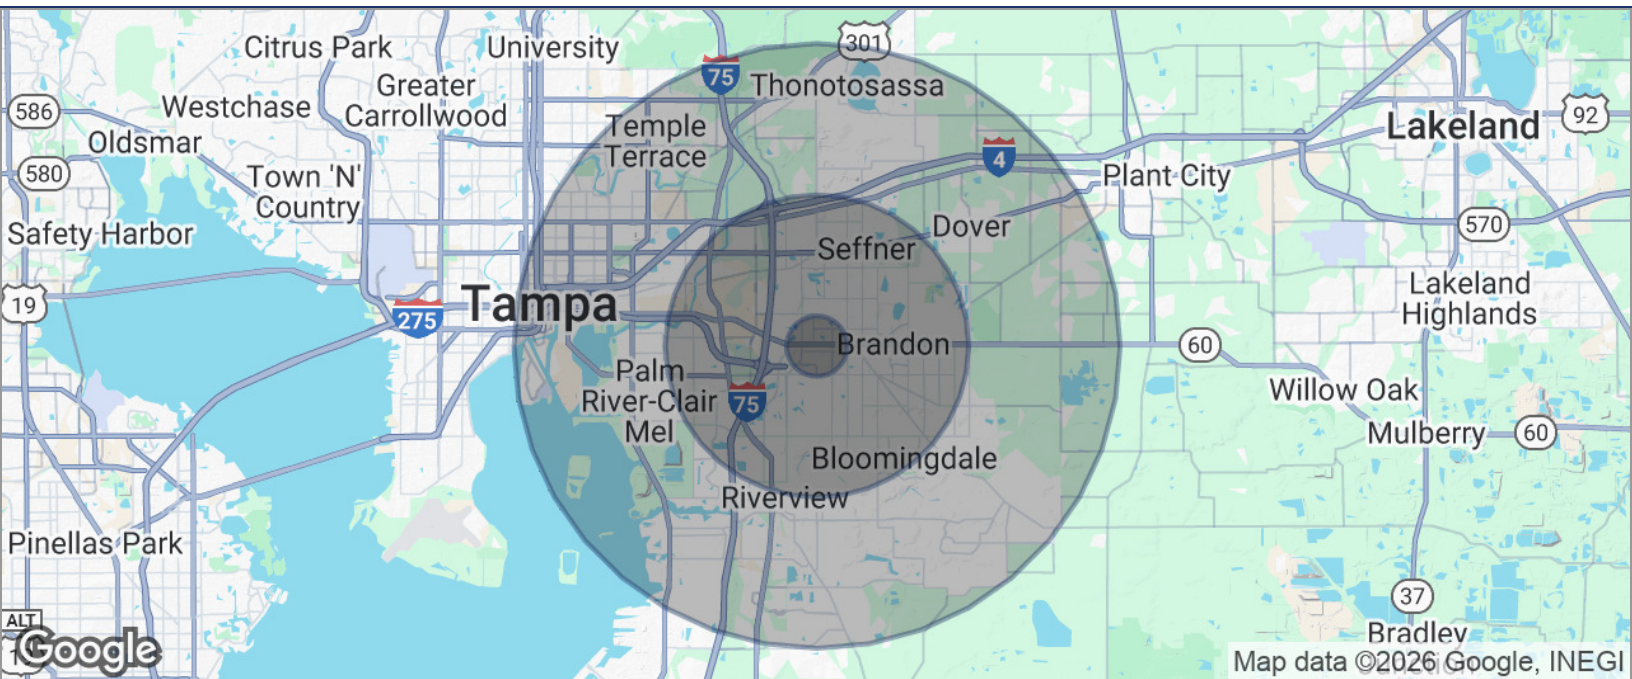 Citrus Park
University
301
75
Thonotosassa
Greater
Carrollwood
Westchase
586
92
Lakeland
Temple
Terrace
Oldsmar
4
580
Town 'N'
Country
Plant City
Safety Harbor
Dover
570
Seffner
19
Tampa
275
Lakeland
Highlands
Brandon
60
Palm
River-Clair
Mel
75
Willow Oak
Mulberry
60
Bloomingdale
Riverview
Pinellas Park
37
ALT
Bradley
Google
Map data ©2026 Google, INEGI